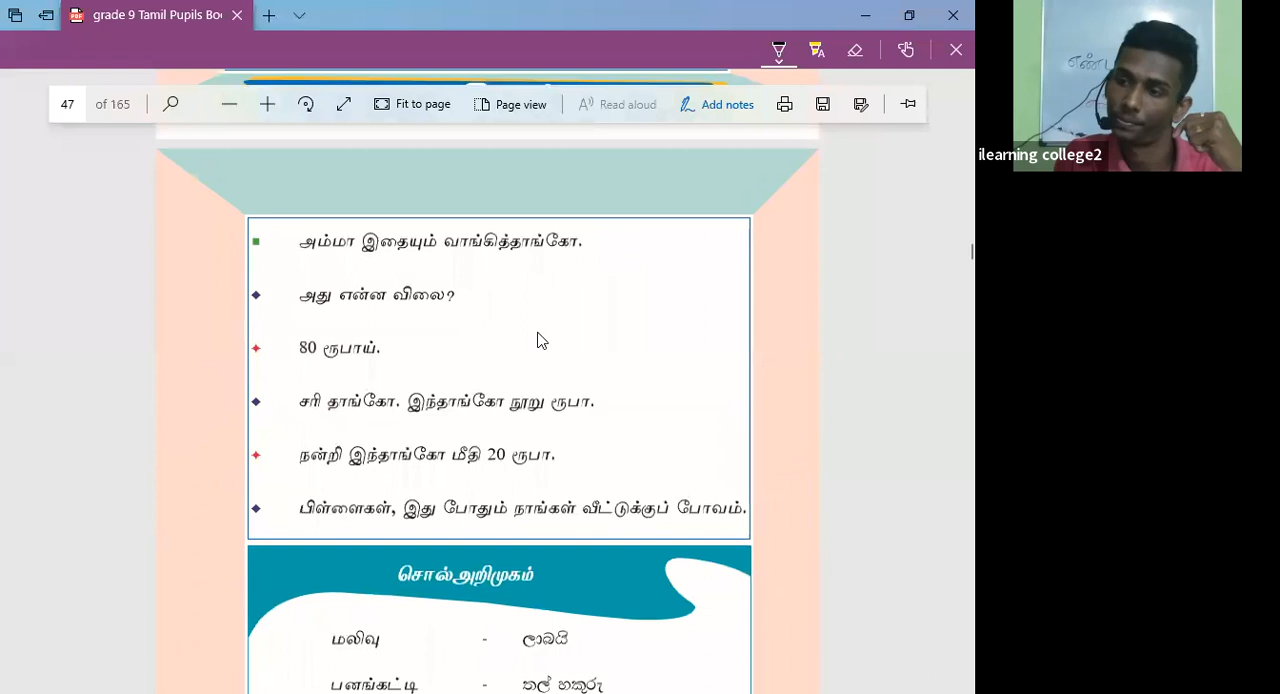 grade 9 Tamil Pupils Boo
47 of 165 Fit to page Page view Read aloud Add notes
ilearning college2
அம்மா இதையும் வாங்கித்தாங்கோ.
அது என்ன விலை?
80 ரூபாய்.
சரி தாங்கோ. இந்தாங்கோ நூறு ரூபா.
நன்றி இந்தாங்கோ மீதி 20 ரூபா.
பிள்ளைகள், இது போதும் நாங்கள் வீட்டுக்குப் போவம்.
சொல்அறிமுகம்
மலிவு - ලාබයි
பனங்கட்டி - තල් හකුරු